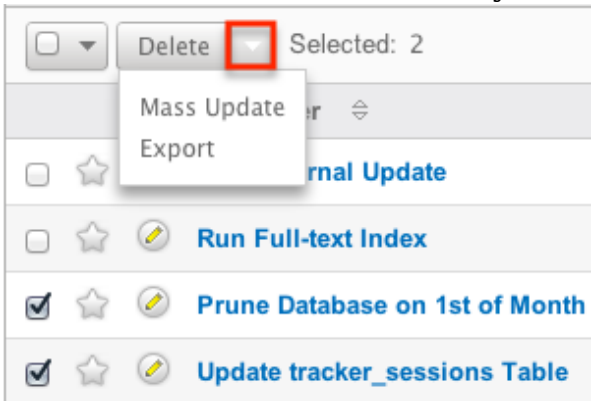 Delete Selected: 2
Mass Update
Export
rnal Update
Run Full-text Index
Prune Database on 1st of Month
Update tracker_sessions Table